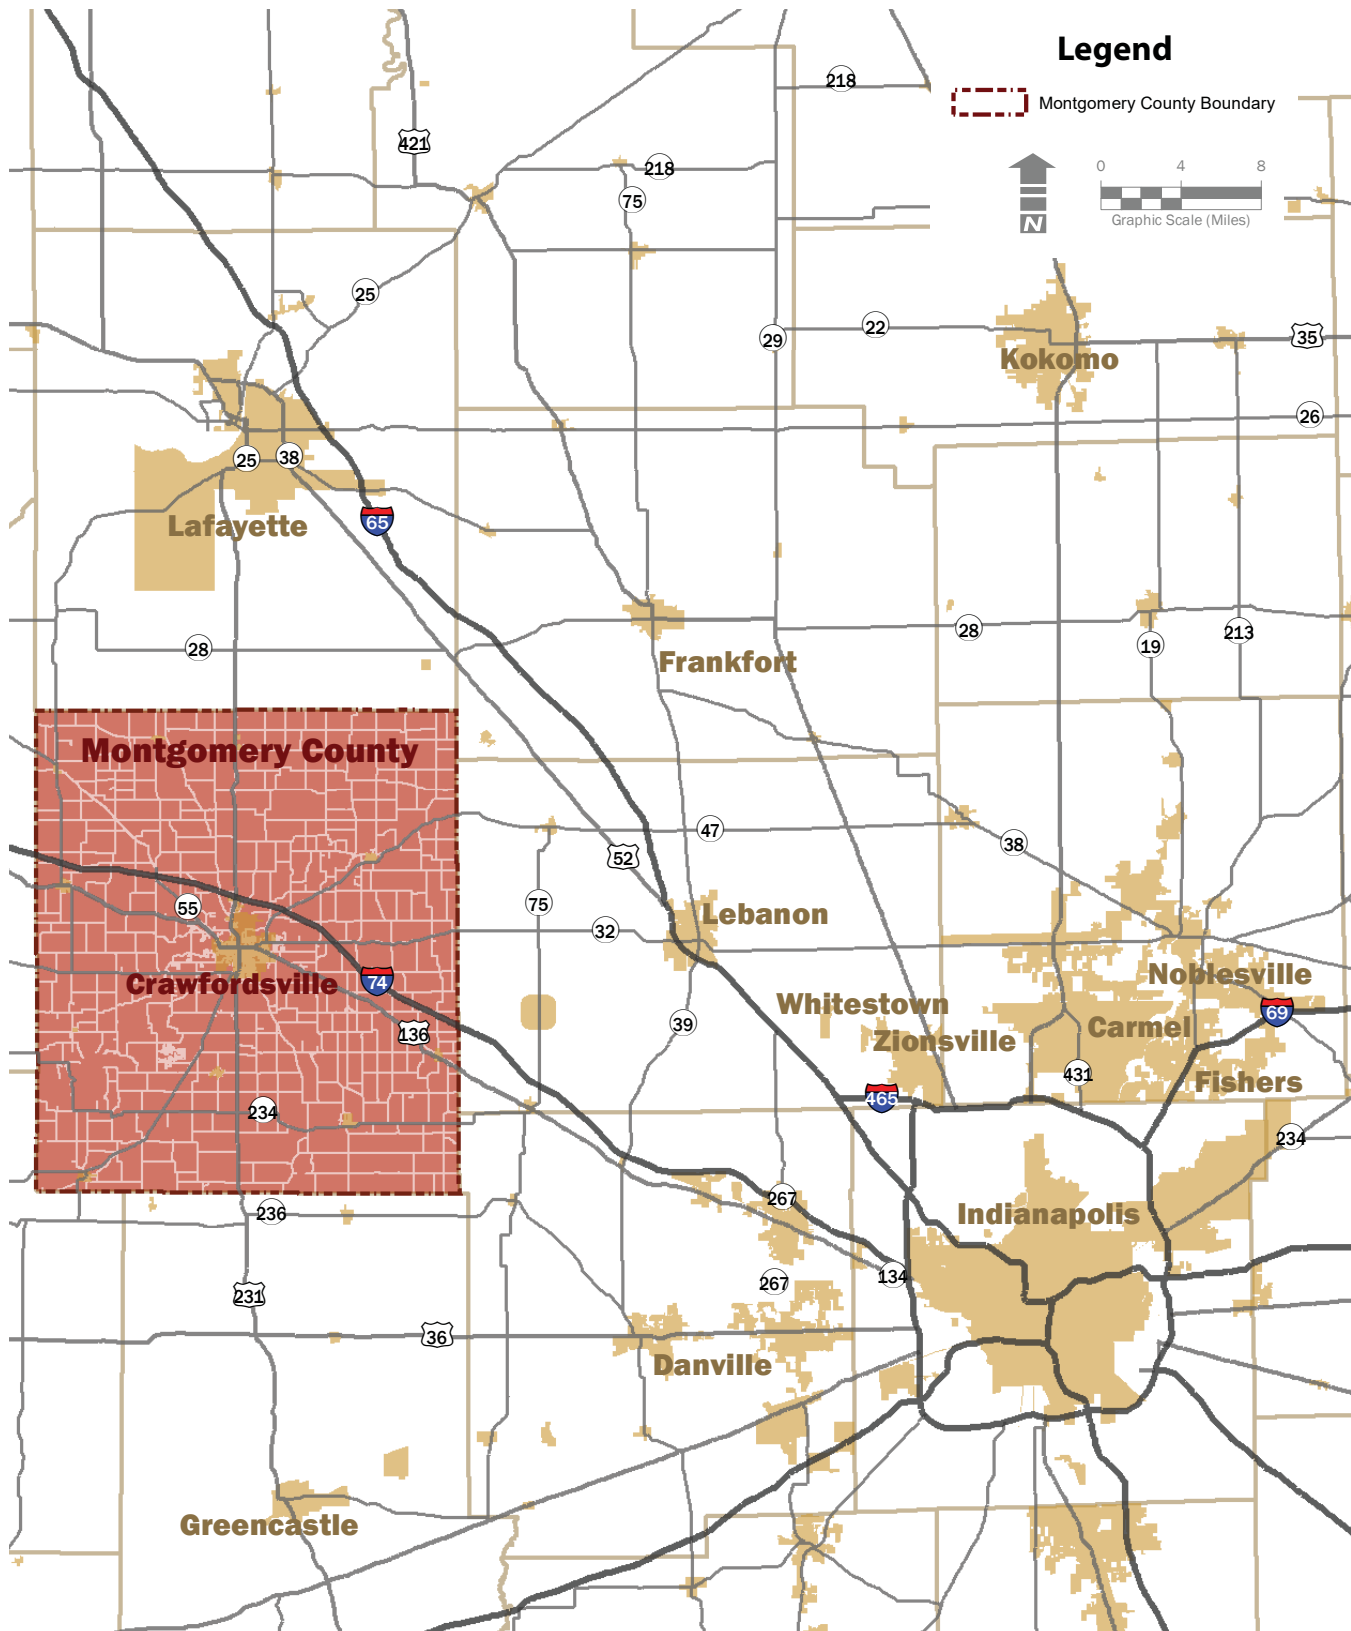 Legend
218
Montgomery County Boundary
421
0 4 8
218
75
N
Graphic Scale (Miles)
25
22
29
35
Kokomo
26
25
38
65
Lafayette
28
213
28
19
Frankfort
Montgomery County
47
38
52
75
55
Lebanon
32
Noblesville
Crawfordsville
74
Whitestown
69
39
Carmel
136
Zionsville
431
Fishers
465
234
234
267
236
Indianapolis
134
267
231
36
Danville
Greencastle